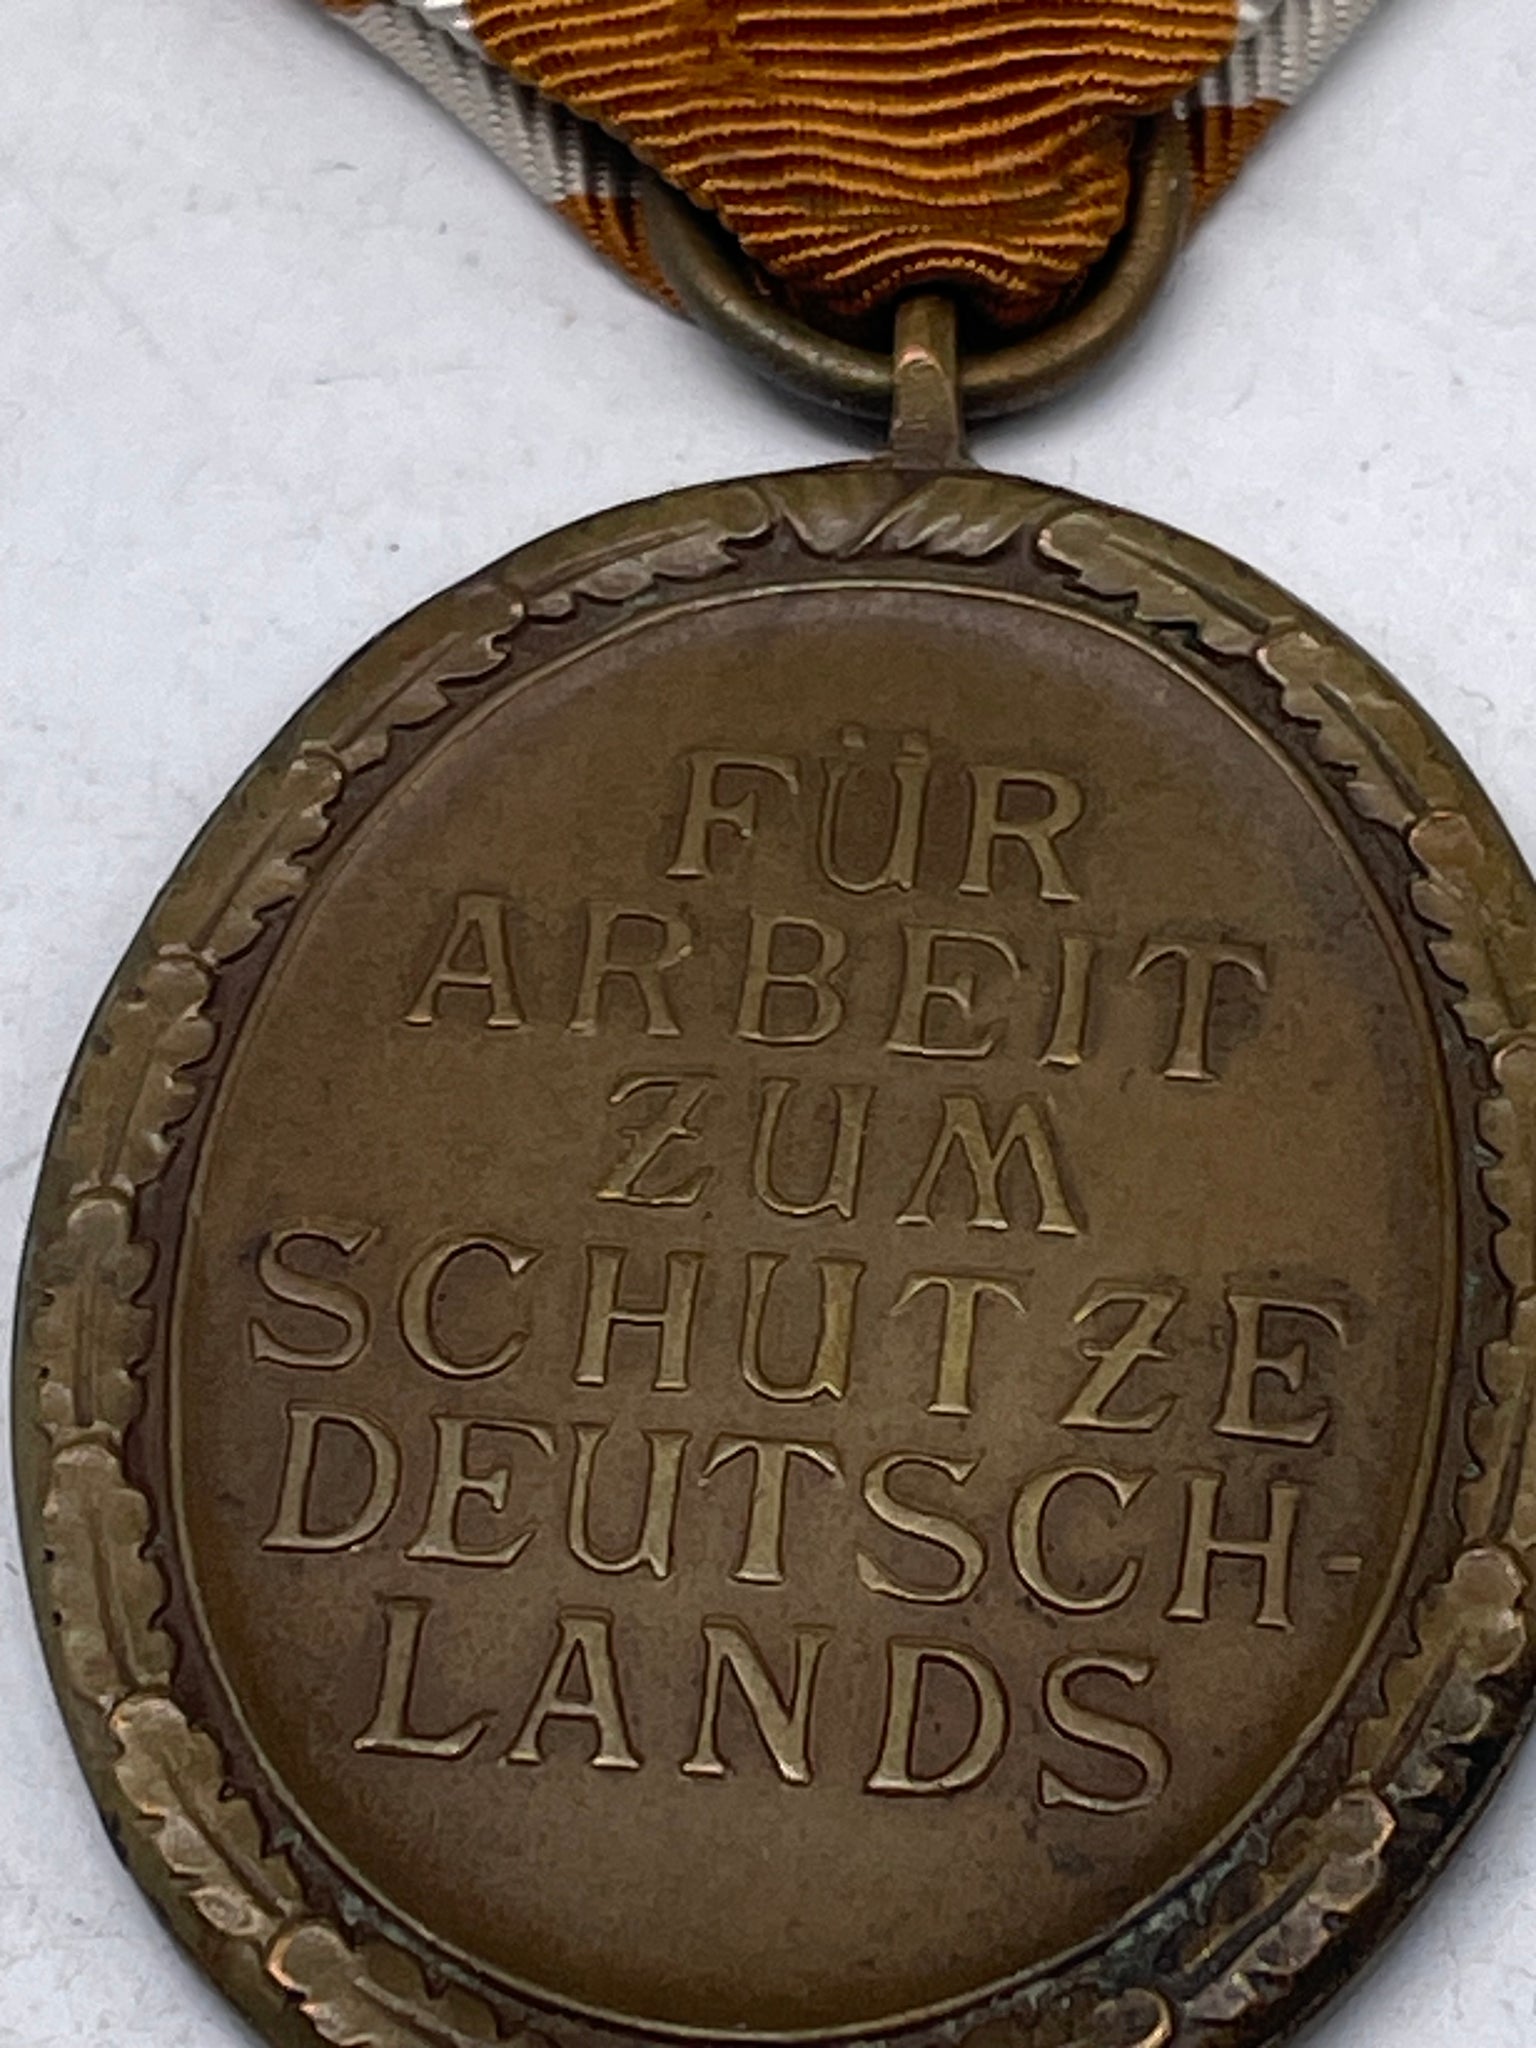 FÜR
ARBEIT
ZUM
SCHUTZE
DEUTSCH-
LANDS